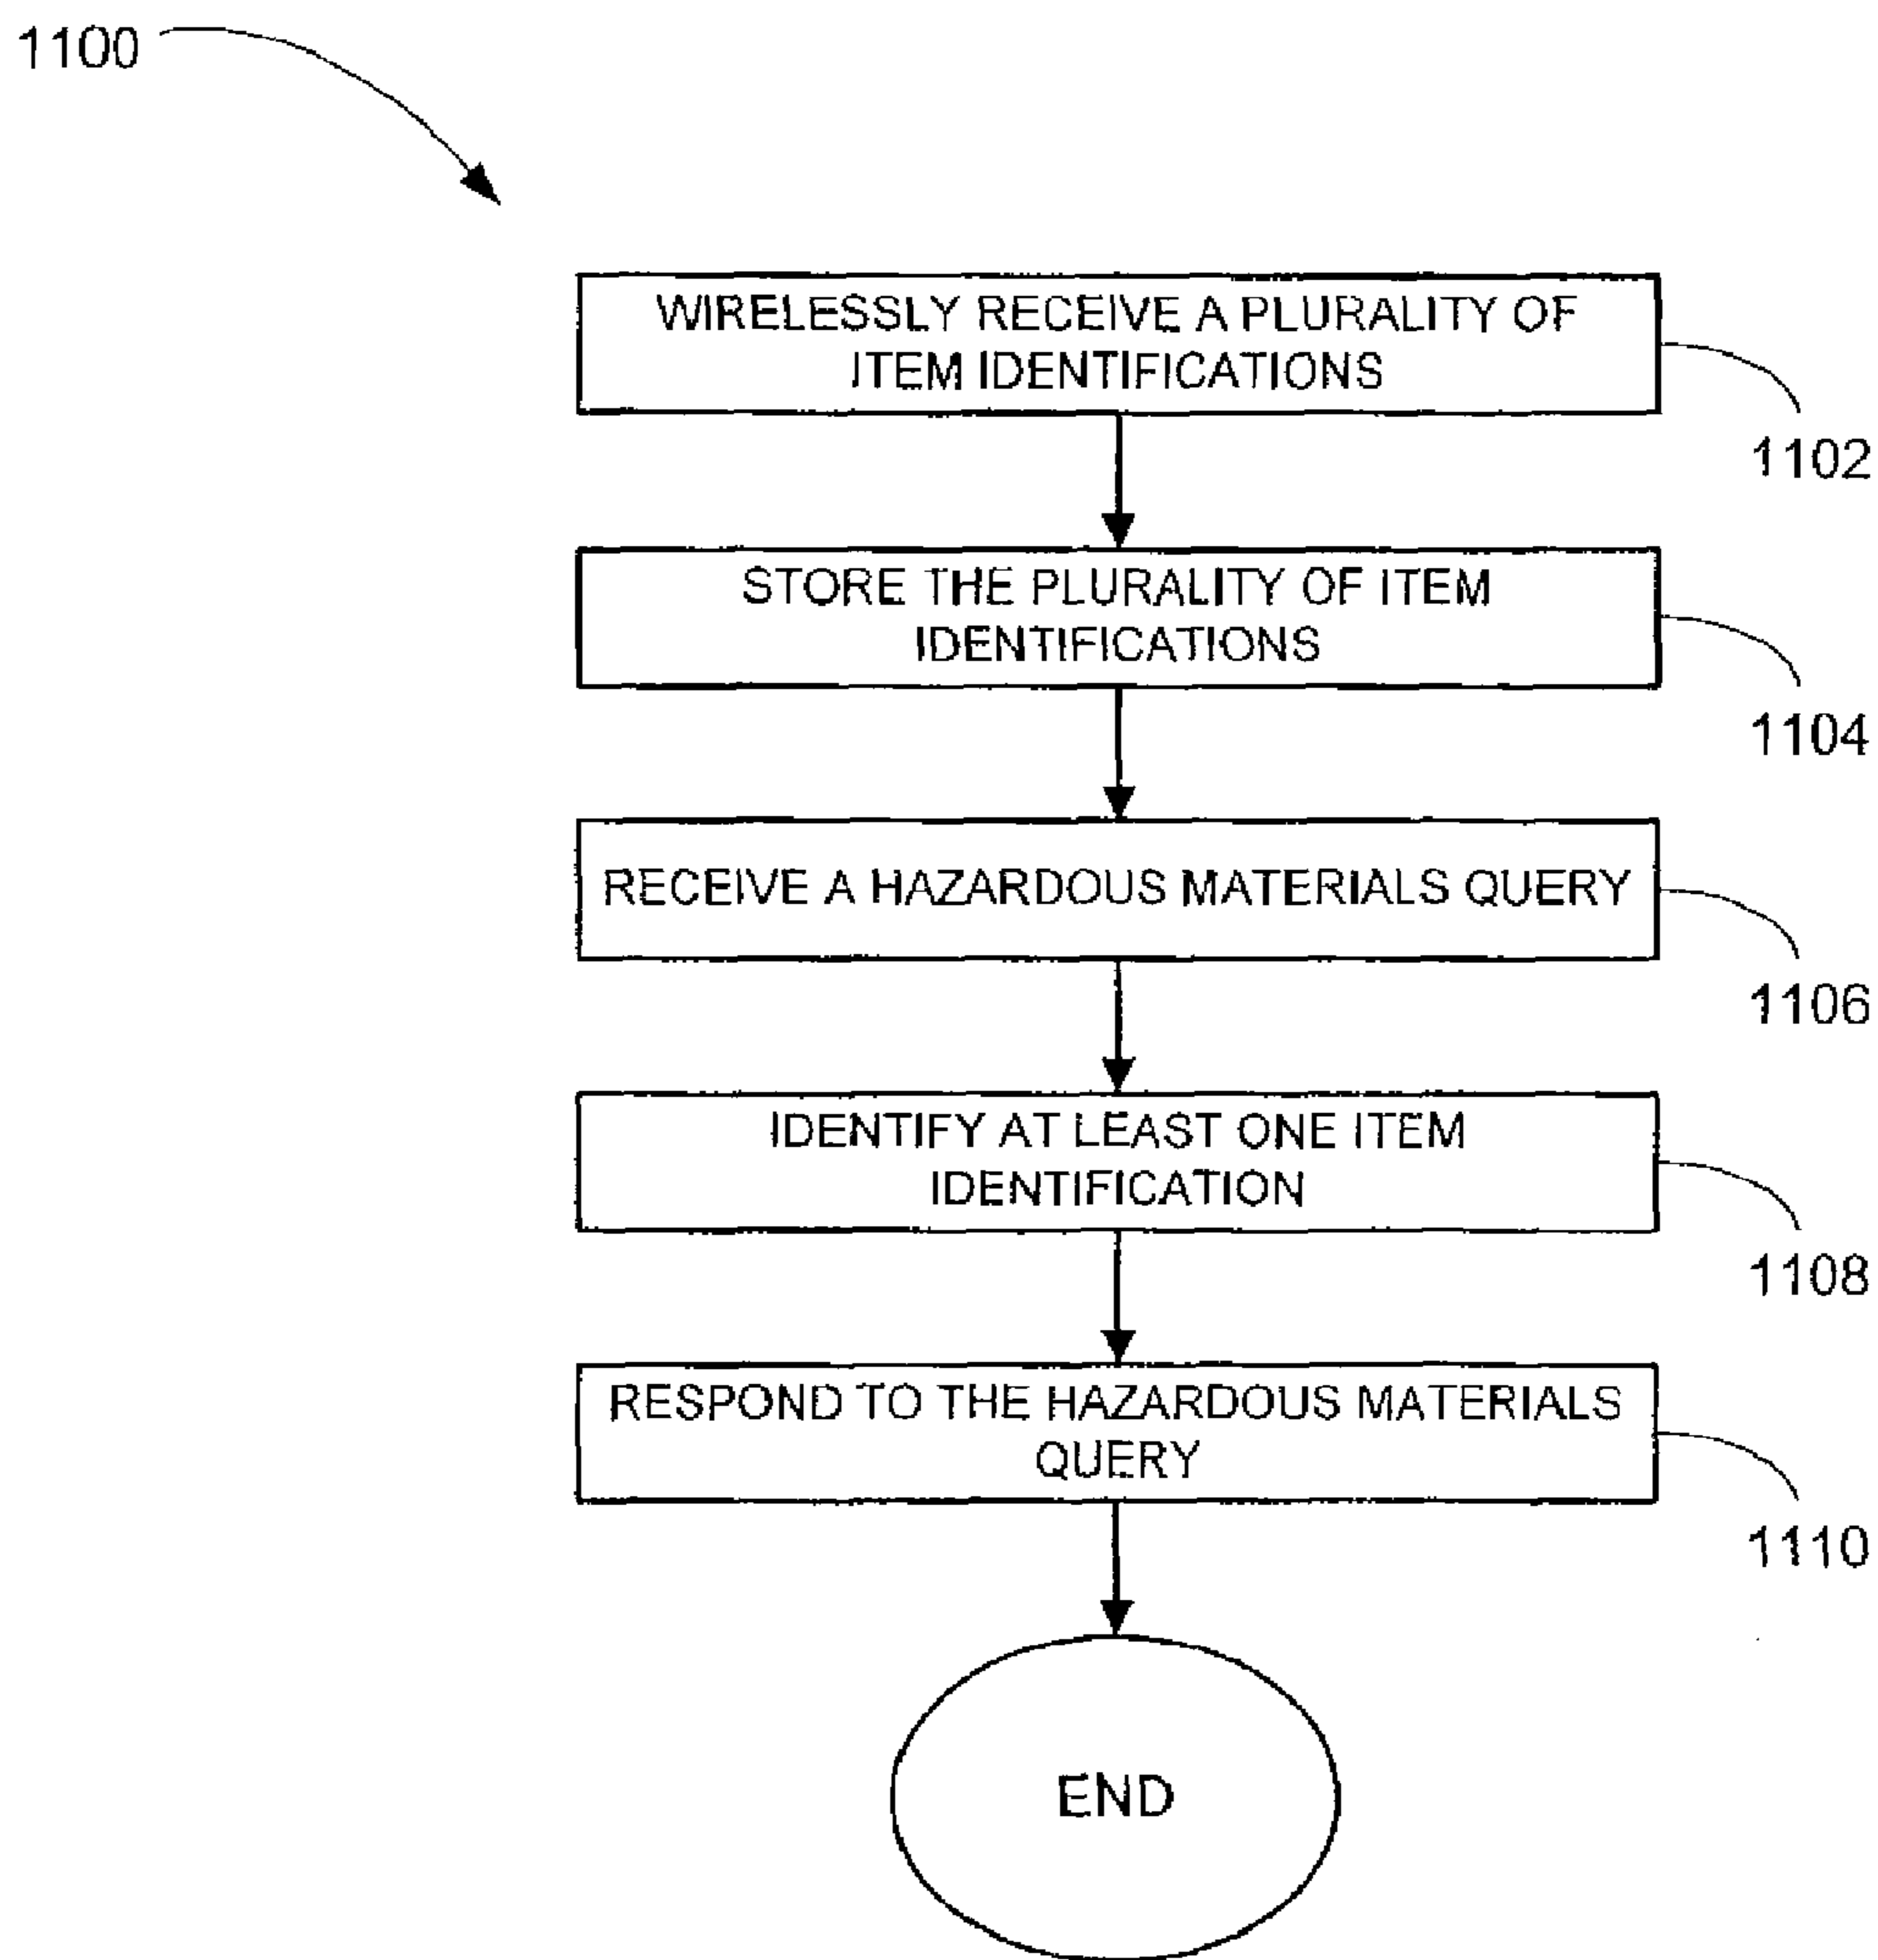 1100
WIRELESSLY RECEIVE A PLURALITY OF
ITEM IDENTIFICATIONS
1102
STORE THE PLURALITY OF ITEM
IDENTIFICATIONS
1104
RECEIVE A HAZARDOUS MATERIALS QUERY
1106
IDENTIFY AT LEAST ONE ITEM
IDENTIFICATION
1108
RESPOND TO THE HAZARDOUS MATERIALS
QUERY
1110
END